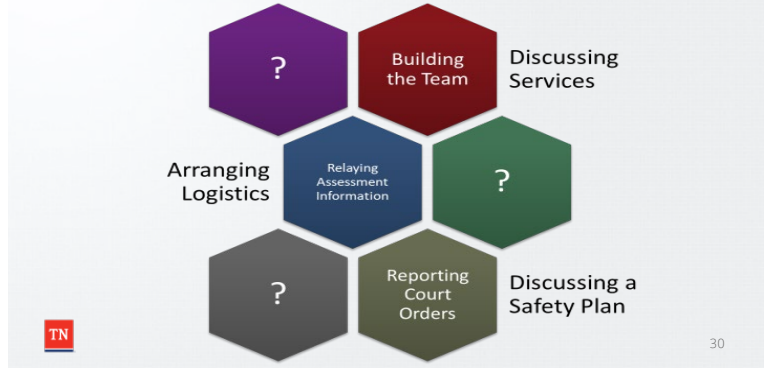 ?
Building
the Team
Discussing
Services
Arranging
Logistics
Relaying
Assessment
Information
?
?
Reporting
Court
Orders
Discussing a
Safety Plan
TN
30